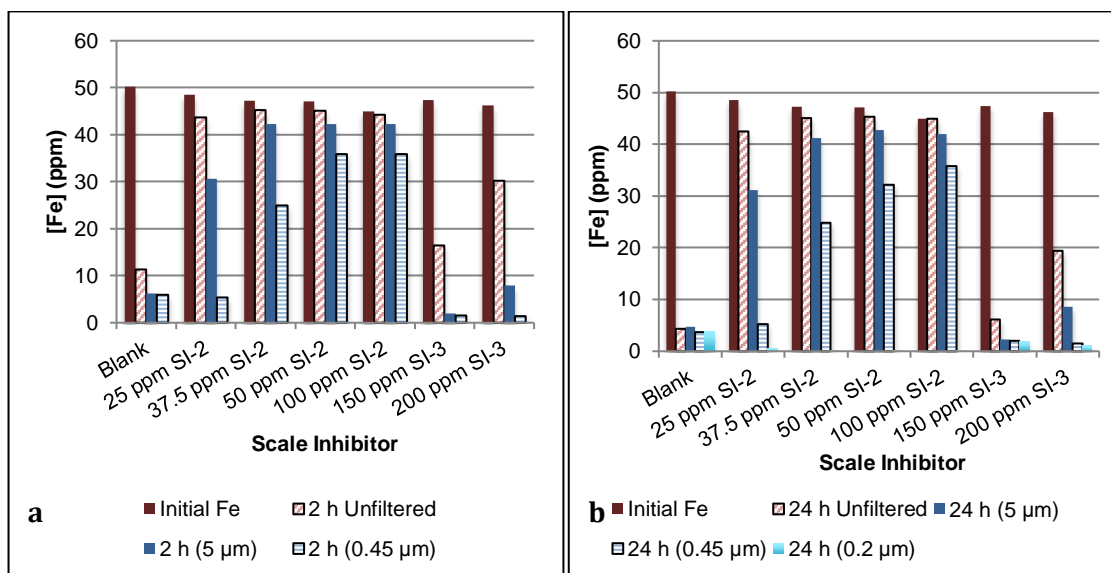 60
50
40
30
20
10
0
[Fe] (ppm)
Blank
25 ppm SI-2
37.5 ppm SI-2
50 ppm SI-2
100 ppm SI-2
150 ppm SI-3
200 ppm SI-3
Scale Inhibitor
Initial Fe
2 h Unfiltered
2 h (5 µm)
2 h (0.45 µm)
a
60
50
40
30
20
10
0
[Fe] (ppm)
Blank
25 ppm SI-2
37.5 ppm SI-2
50 ppm SI-2
100 ppm SI-2
150 ppm SI-3
200 ppm SI-3
Scale Inhibitor
Initial Fe
24 h Unfiltered
24 h (5 µm)
24 h (0.45 µm)
24 h (0.2 µm)
b